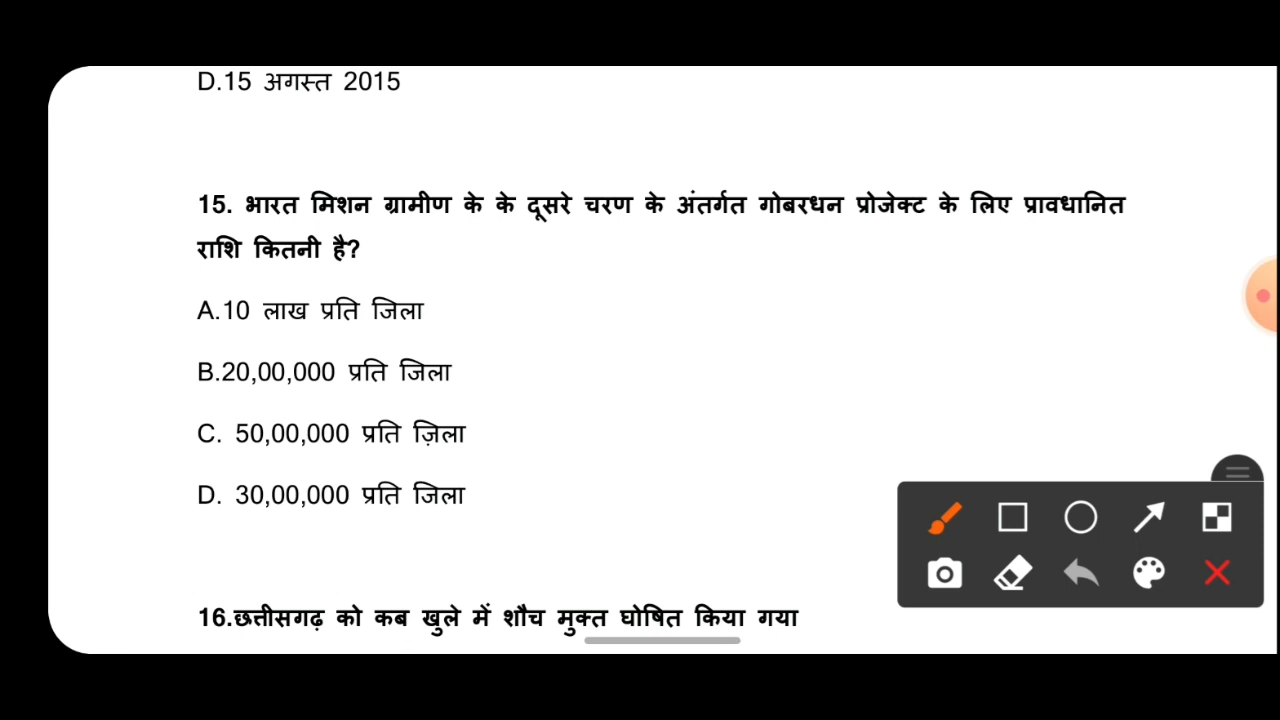 D.15 अगस्त 2015
15. भारत मिशन ग्रामीण के के दूसरे चरण के अंतर्गत गोबरधन प्रोजेक्ट के लिए प्रावधानित
राशि कितनी है?
A.10 लाख प्रति जिला
B.20,00,000 प्रति जिला
C. 50,00,000 प्रति ज़िला
D. 30,00,000 प्रति जिला
16.छत्तीसगढ़ को कब खुले में शौच मुक्त घोषित किया गया